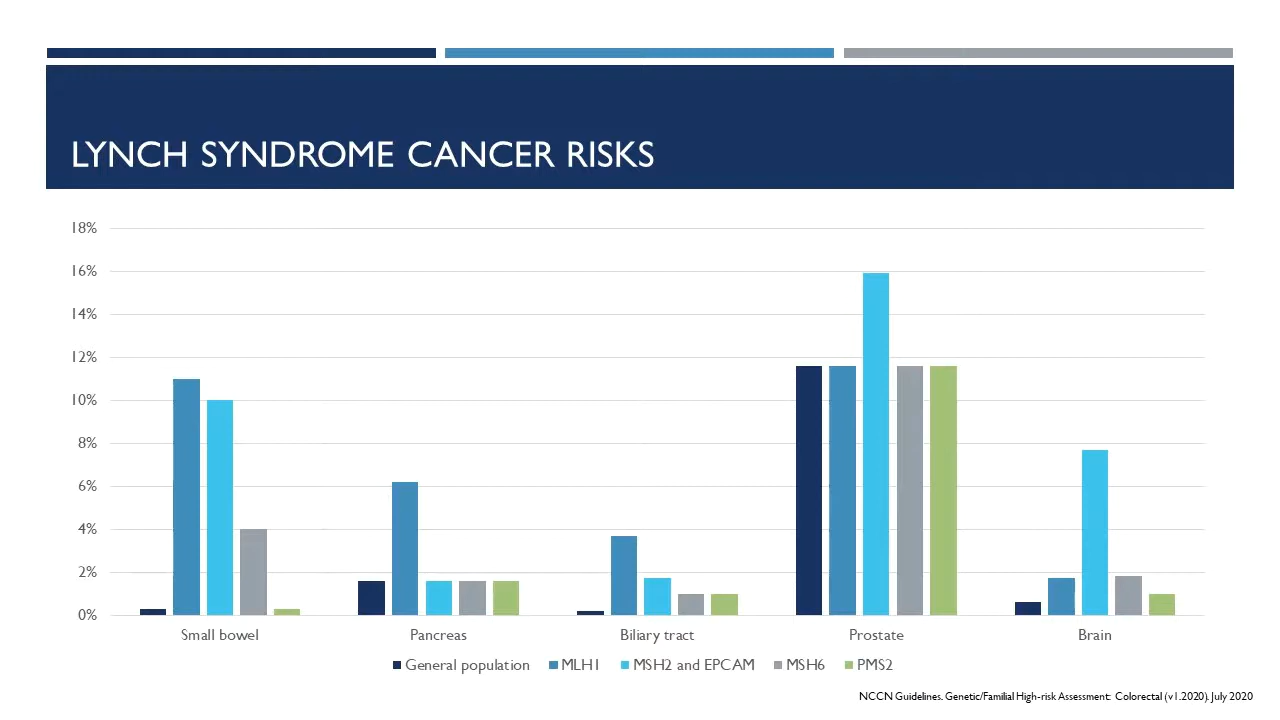 LYNCH SYNDROME CANCER RISKS
18%
16%
14%
12%
10%
8%
6%
4%
2%
0%
Small bowel Pancreas Biliary tract Prostate Brain
General population MLH1 MSH2 and EPCAM MSH6 PMS2
NCCN Guidelines. Genetic/Familial High-risk Assessment: Colorectal (v1.2020). July 2020